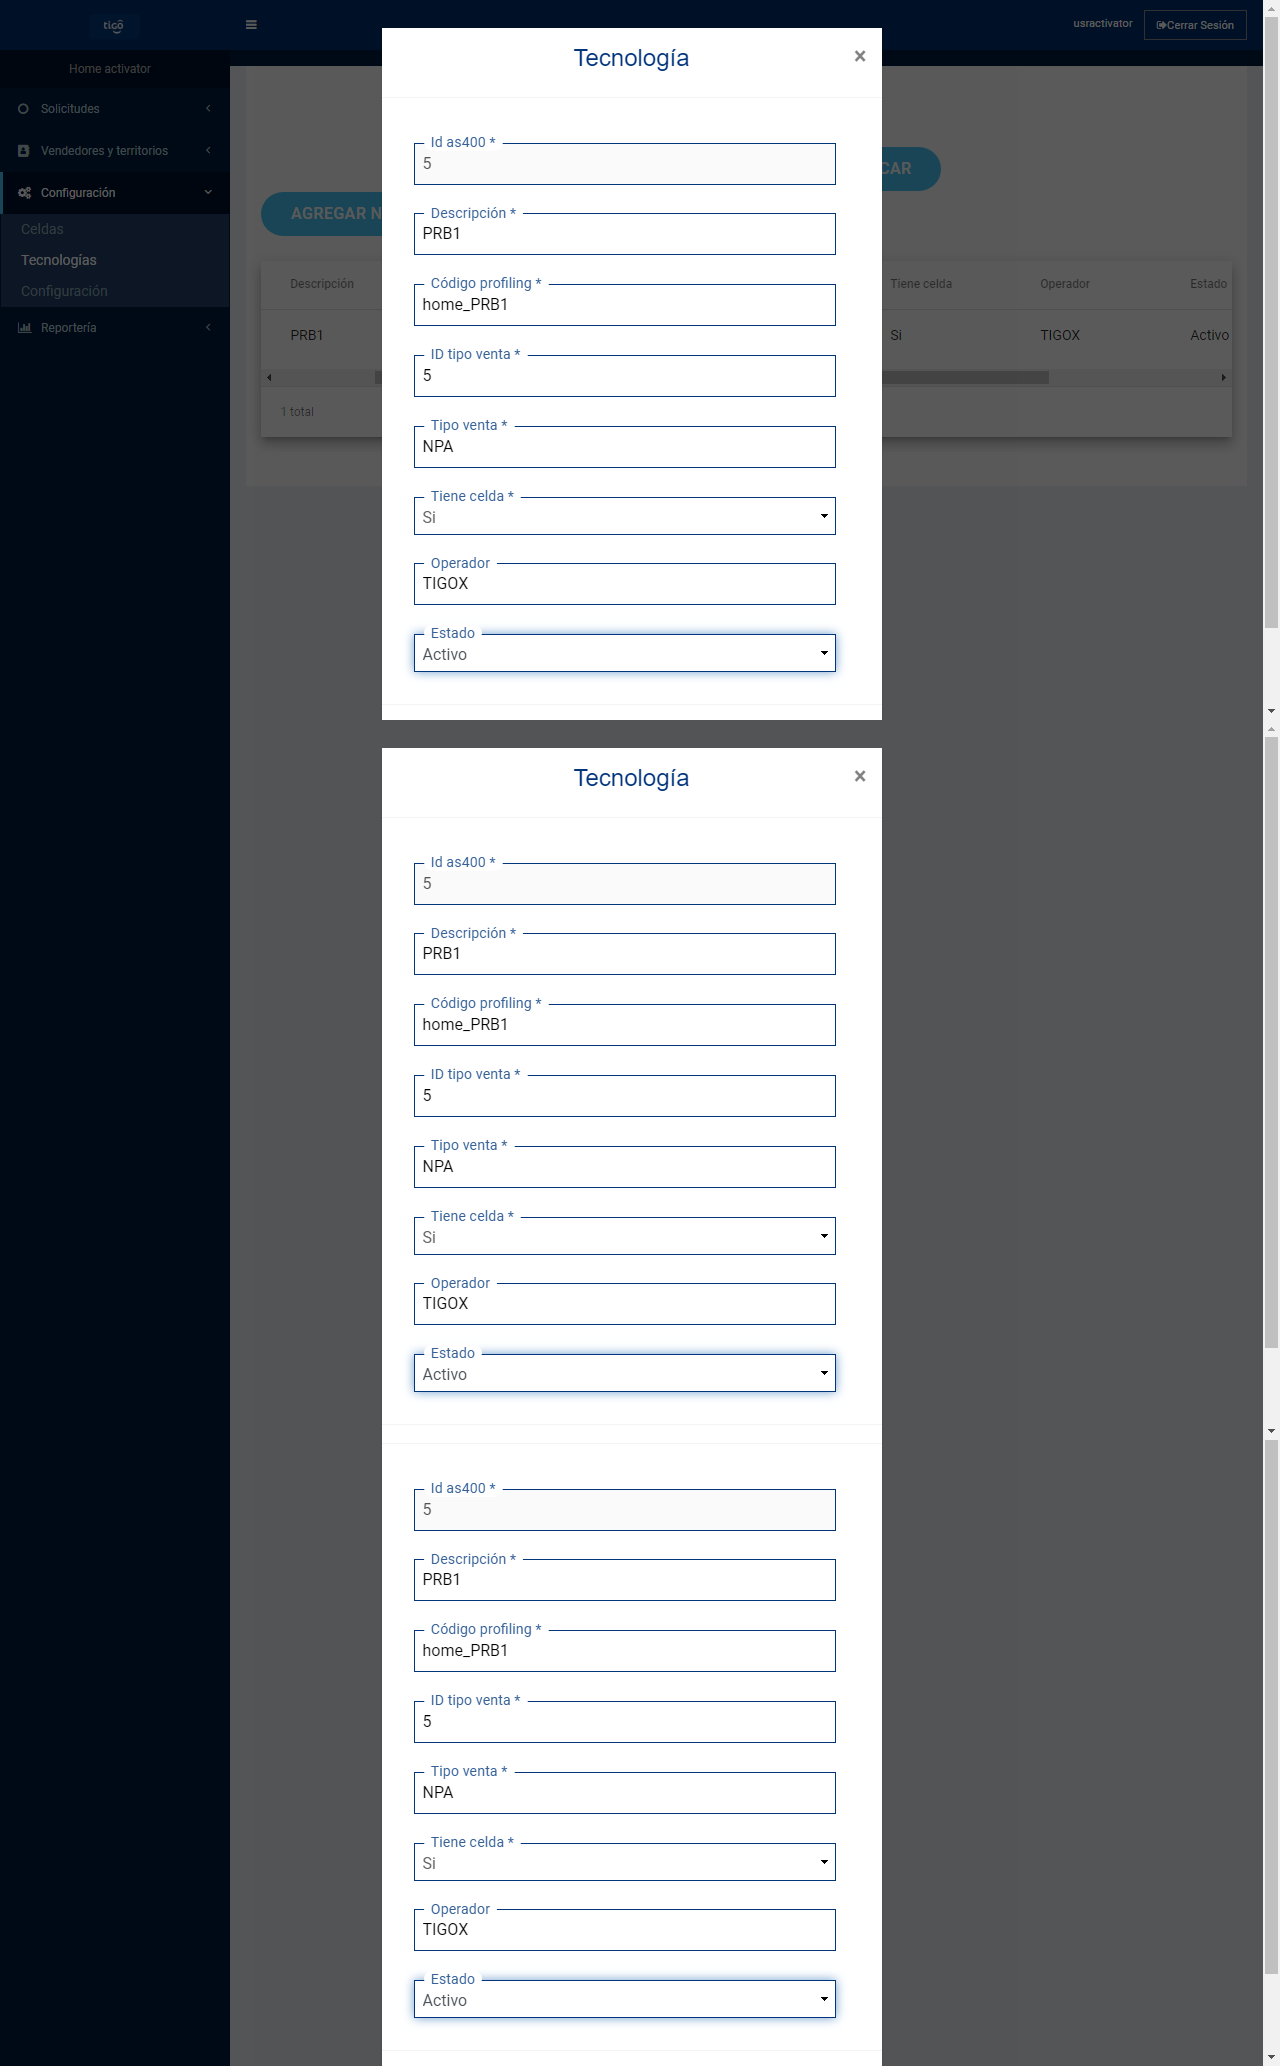 tigo
usractivator
Cerrar Sesión
Home activator
Solicitudes
Vendedores y territorios
Configuración
Celdas
Tecnologías
Configuración
Reportería
CAR
AGREGAR N
Descripción
Tiene celda
Operador
Estado
PRB1
Si
TIGOX
Activo
1 total
Tecnología
×
Id as400 *
5
Descripción *
PRB1
Código profiling *
home_PRB1
ID tipo venta *
5
Tipo venta *
NPA
Tiene celda *
Si
Operador
TIGOX
Estado
Activo
Tecnología
×
Id as400 *
5
Descripción *
PRB1
Código profiling *
home_PRB1
ID tipo venta *
5
Tipo venta *
NPA
Tiene celda *
Si
Operador
TIGOX
Estado
Activo
Id as400 *
5
Descripción *
PRB1
Código profiling *
home_PRB1
ID tipo venta *
5
Tipo venta *
NPA
Tiene celda *
Si
Operador
TIGOX
Estado
Activo